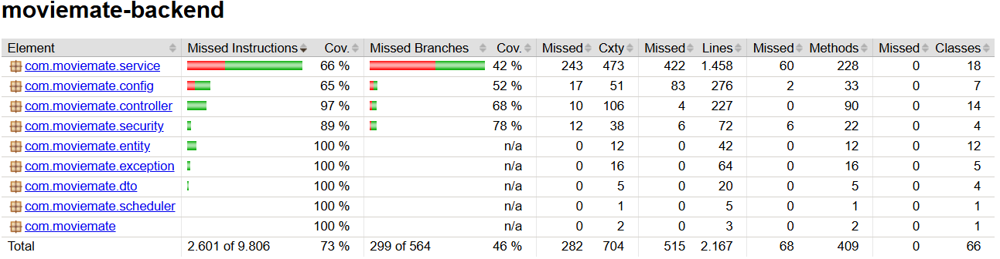 moviemate-backend
Element Missed Instructions Cov. Missed Branches Cov. Missed Cxty Missed Lines Missed Methods Missed Classes
com.moviemate.service 66 % 42 % 243 473 422 1.458 60 228 0 18
com.moviemate.config 65 % 52 % 17 51 83 276 2 33 0 7
com.moviemate.controller 97 % 68 % 10 106 4 227 0 90 0 14
com.moviemate.security 89 % 78 % 12 38 6 72 6 22 0 4
com.moviemate.entity 100 % n/a 0 12 0 42 0 12 0 12
com.moviemate.exception 100 % n/a 0 16 0 64 0 16 0 5
com.moviemate.dto 100 % n/a 0 5 0 20 0 5 0 4
com.moviemate.scheduler 100 % n/a 0 1 0 5 0 1 0 1
com.moviemate 100 % n/a 0 2 0 3 0 2 0 1
Total 2.601 of 9.806 73 % 299 of 564 46 % 282 704 515 2.167 68 409 0 66